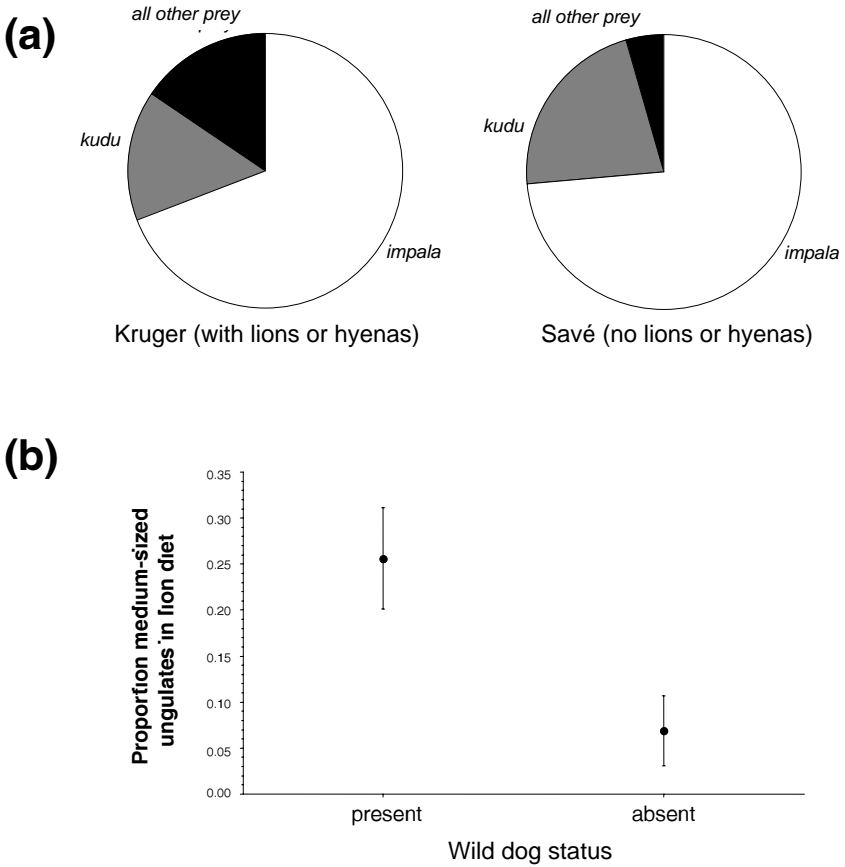 (a)
all other prey
kudu
impala
Kruger (with lions or hyenas)
all other prey
kudu
impala
Savé (no lions or hyenas)
(b)
Proportion medium-sized
ungulates in lion diet
0.35
0.30
0.25
0.20
0.15
0.10
0.05
0.00
present
absent
Wild dog status